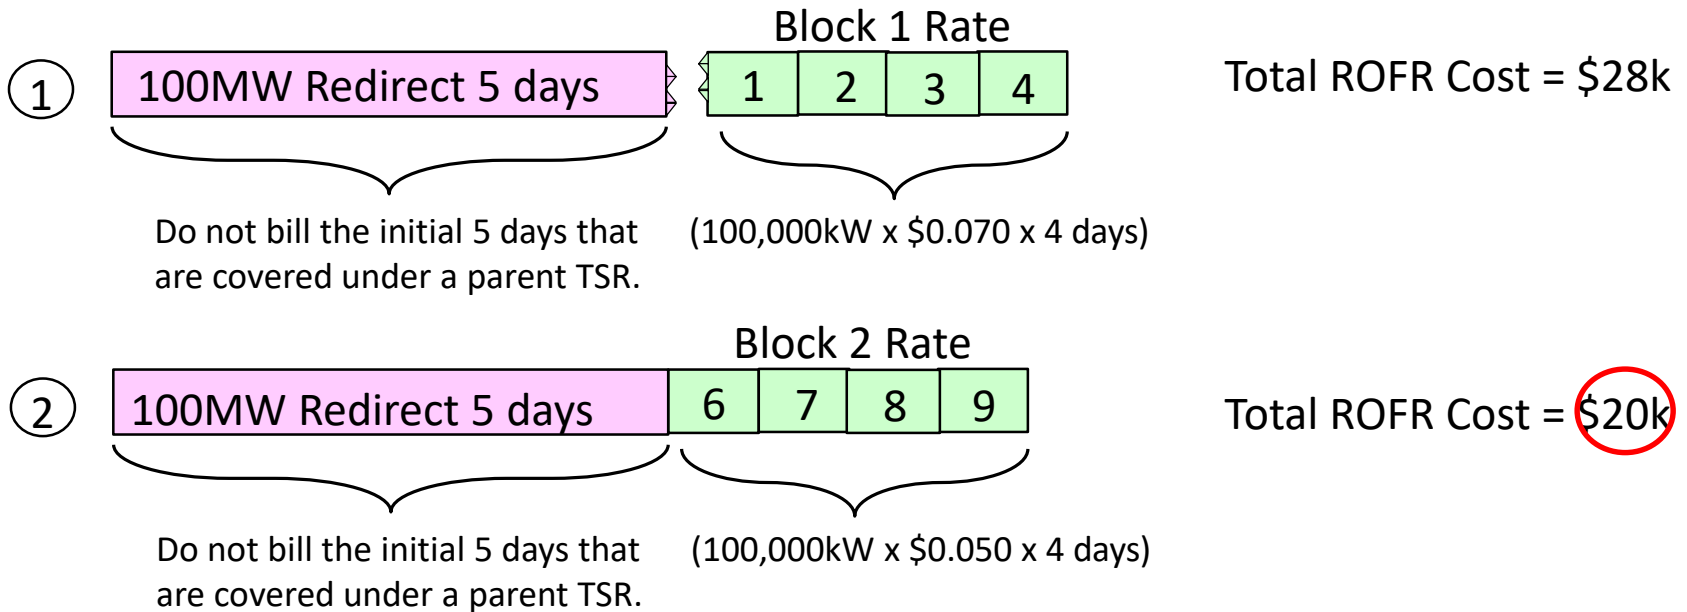 Block 1 Rate
1
100MW Redirect 5 days
1 2 3 4
Total ROFR Cost = $28k
Do not bill the initial 5 days that
are covered under a parent TSR.
(100,000kW x $0.070 x 4 days)
Block 2 Rate
2
100MW Redirect 5 days
6 7 8 9
Total ROFR Cost = $20k
Do not bill the initial 5 days that
are covered under a parent TSR.
(100,000kW x $0.050 x 4 days)